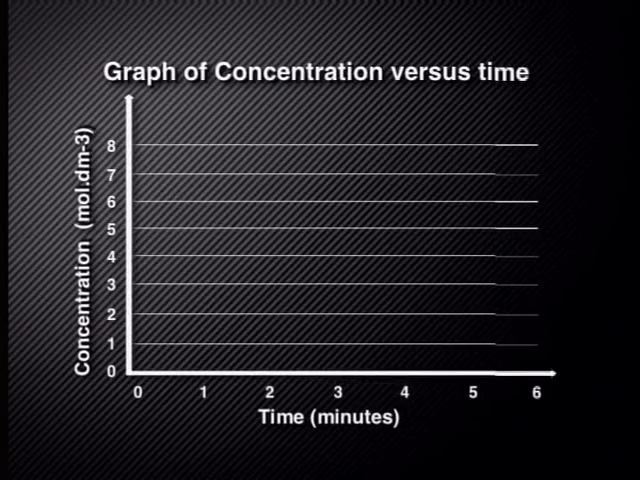 Graph of Concentration versus time
Concentration (mol.dm-3)
8
7
6
5
4
3
2
1
0
0 1 2 3 4 5 6
Time (minutes)